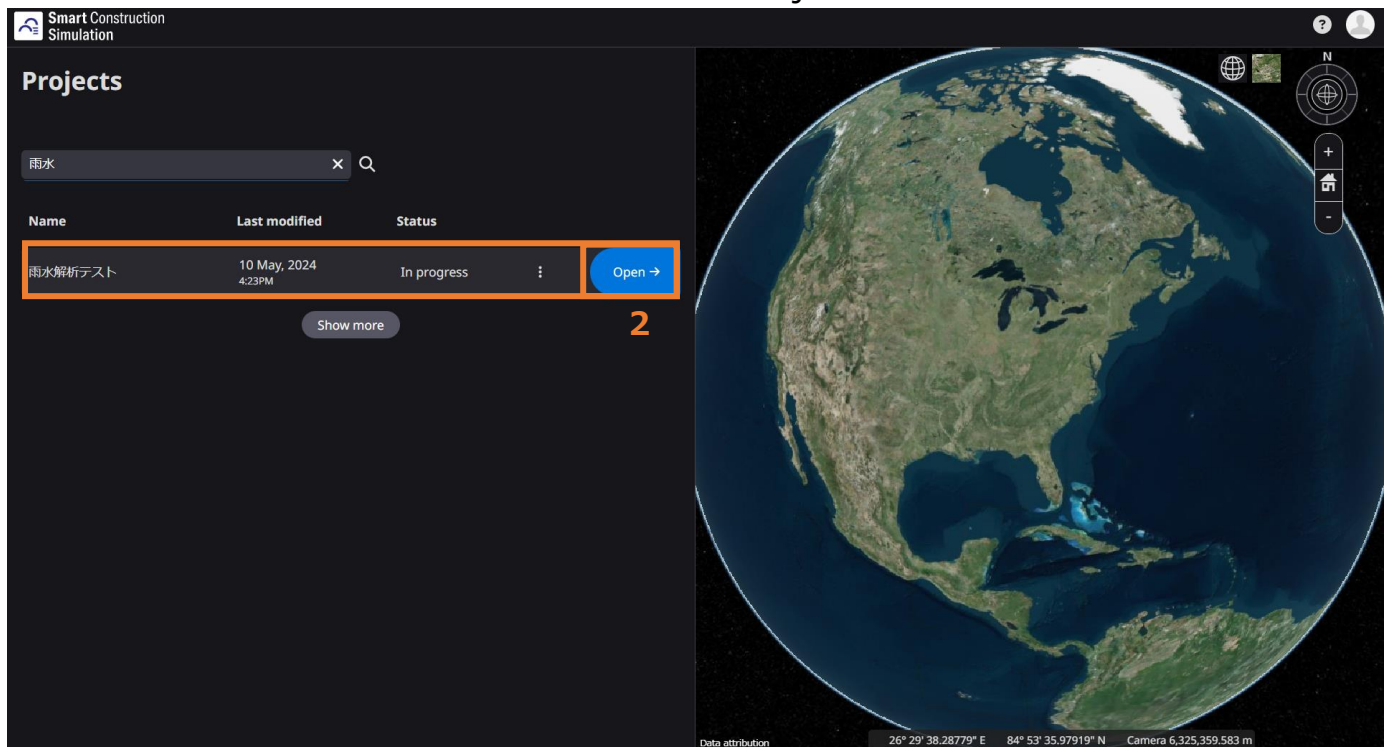 Smart Construction
Simulation
?
Projects
N
雨水
+
-
Name Last modified Status
雨水解析テスト 10 May, 2024 In progress Open →
4:23PM
Show more
2
Data attribution 26° 29' 38.28779" E 84° 53' 35.97919" N Camera 6,325,359.583 m